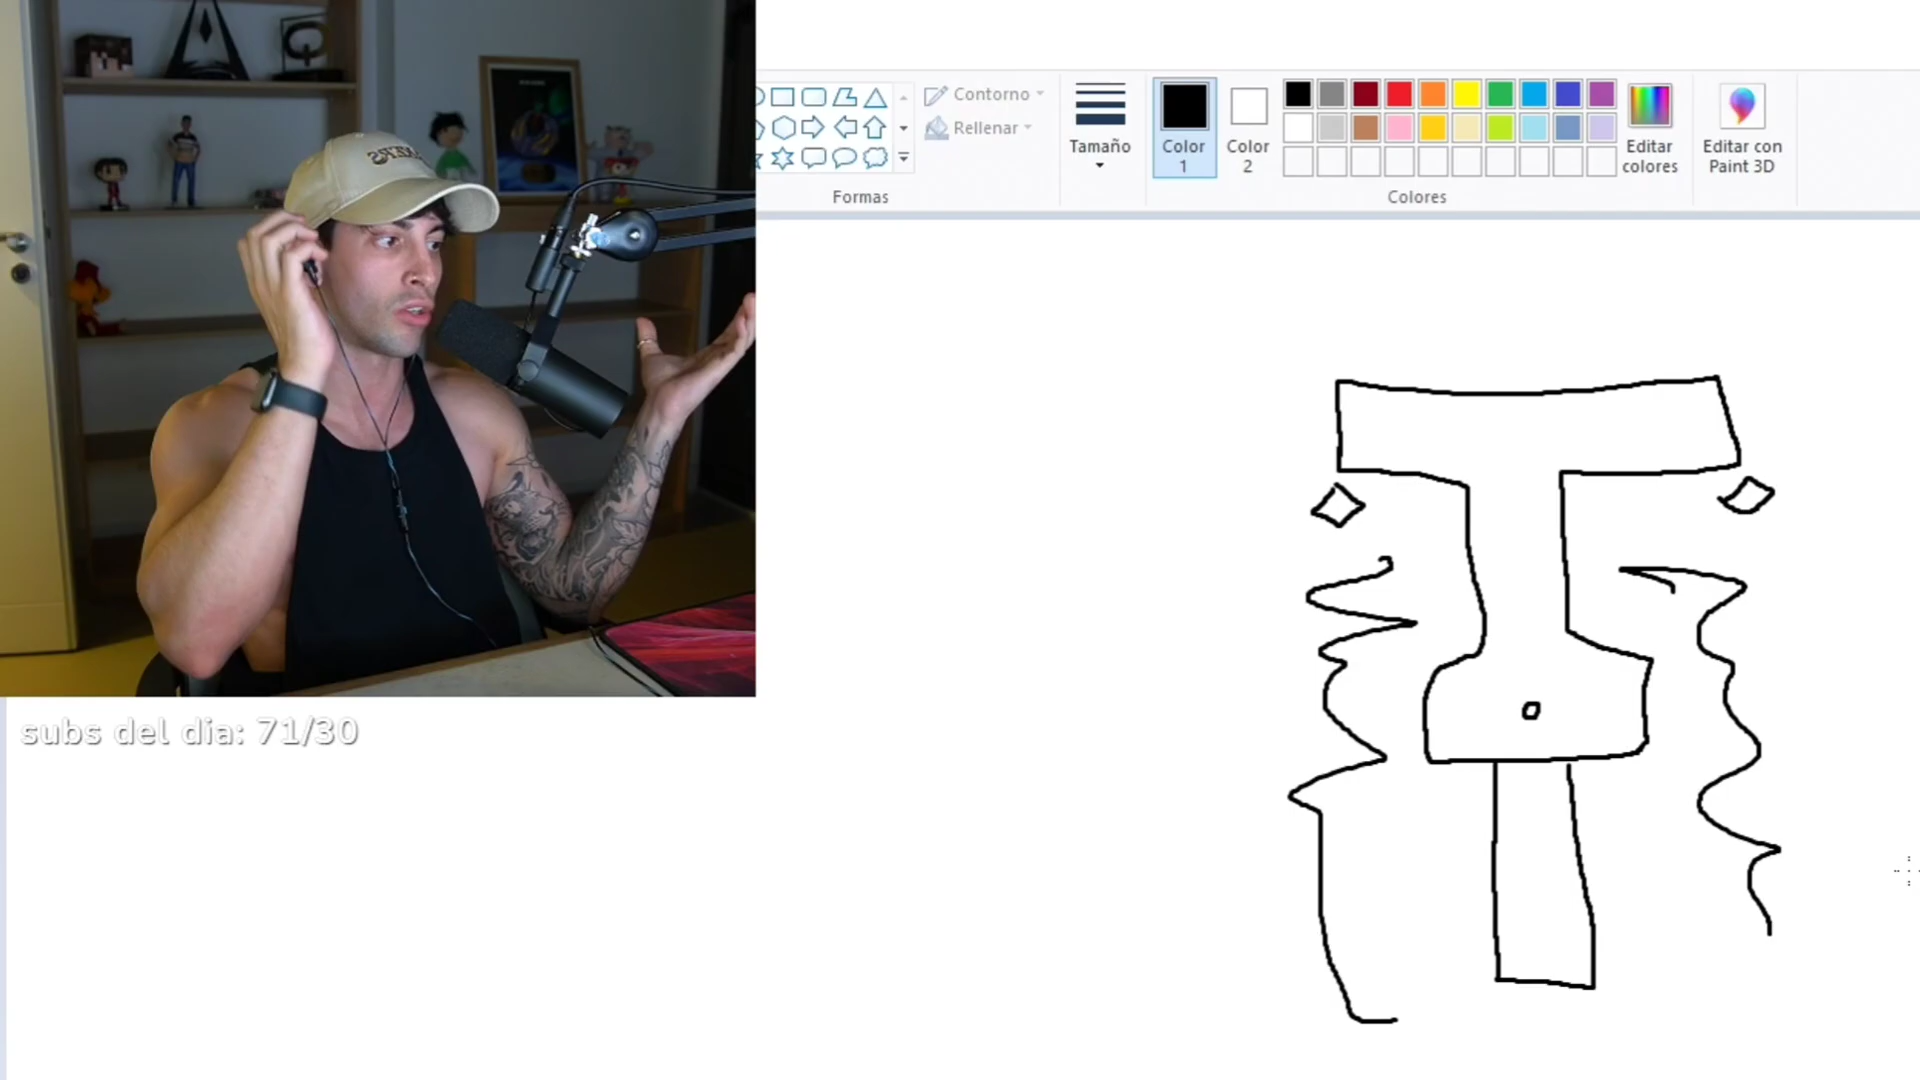 Contorno
Rellenar
Formas
Tamaño
Color
1
Color
2
Editar
colores
Colores
Editar con
Paint 3D
subs del dia: 71/30